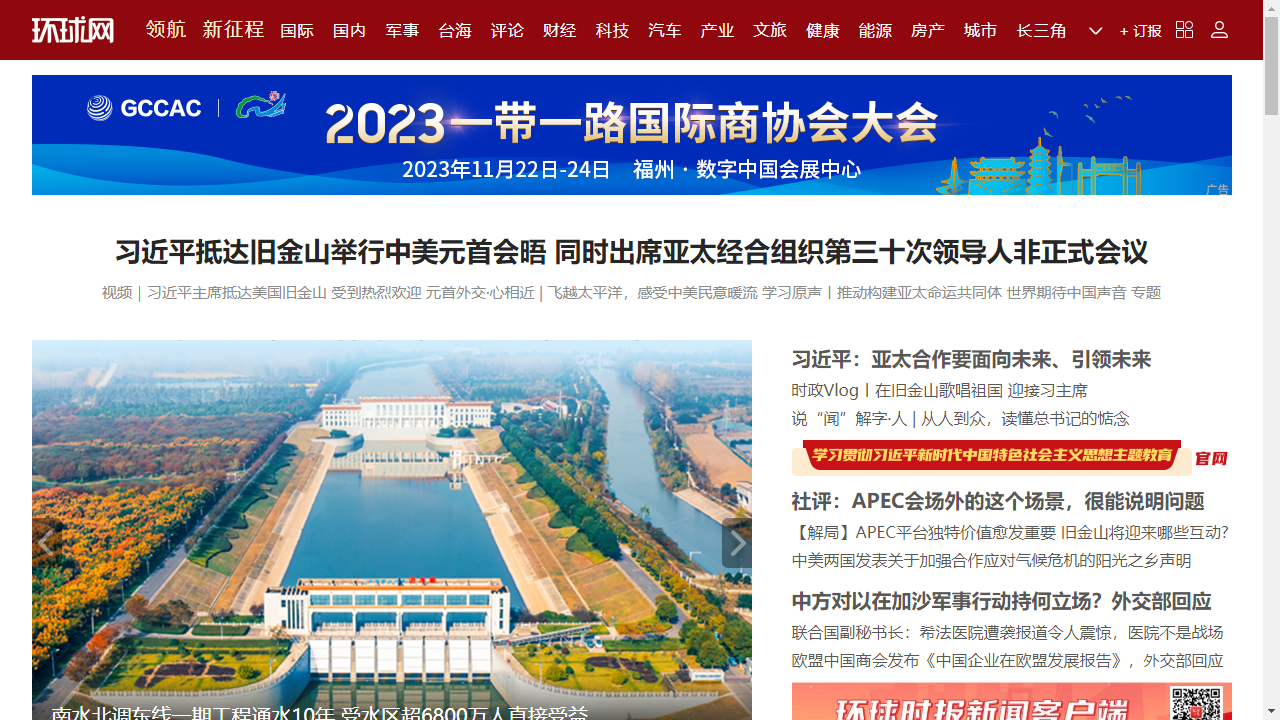 环球网 领航 新征程 国际 国内 军事 台海 评论 财经 科技 汽车 产业 文旅 健康 能源 房产 城市 长三角 + 订报
GCCAC
2023一带一路国际商协会大会
2023年11月22日-24日 福州·数字中国会展中心
广告
习近平抵达旧金山举行中美元首会晤 同时出席亚太经合组织第三十次领导人非正式会议
视频｜习近平主席抵达美国旧金山 受到热烈欢迎 元首外交·心相近 | 飞越太平洋，感受中美民意暖流 学习原声丨推动构建亚太命运共同体 世界期待中国声音 专题
南水北调东线一期工程通水10年 受水区超6800万人直接受益
习近平：亚太合作要面向未来、引领未来
时政Vlog丨在旧金山歌唱祖国 迎接习主席
说“闻”解字·人 | 从人到众，读懂总书记的惦念
学习贯彻习近平新时代中国特色社会主义思想主题教育 官网
社评：APEC会场外的这个场景，很能说明问题
【解局】APEC平台独特价值愈发重要 旧金山将迎来哪些互动?
中美两国发表关于加强合作应对气候危机的阳光之乡声明
中方对以在加沙军事行动持何立场？外交部回应
联合国副秘书长：希法医院遭袭报道令人震惊，医院不是战场
欧盟中国商会发布《中国企业在欧盟发展报告》，外交部回应
环球时报新闻客户端